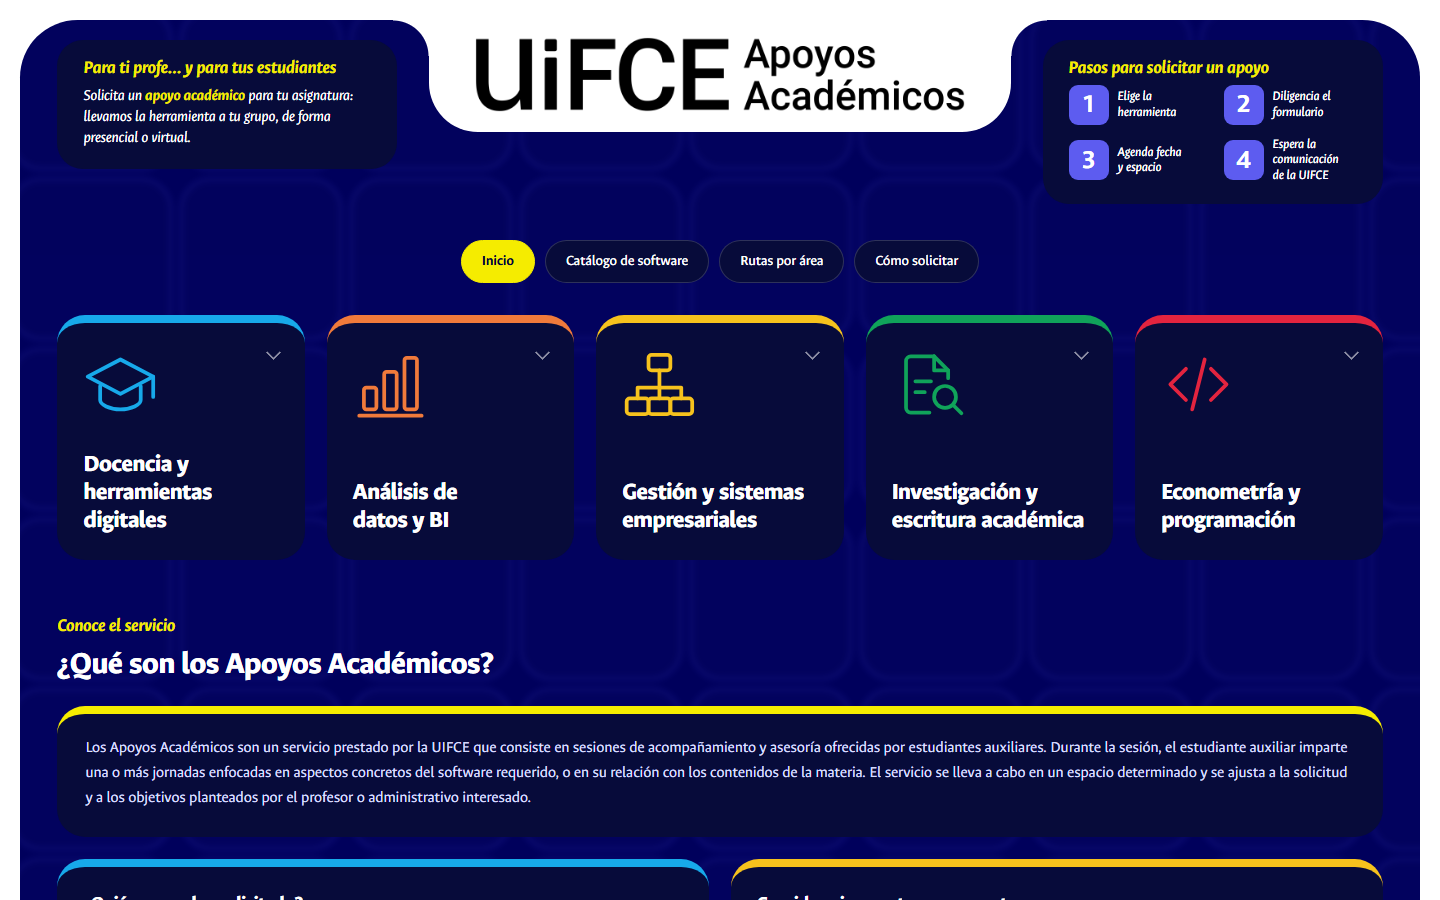 Para ti profe... y para tus estudiantes
Solicita un apoyo académico para tu asignatura:
llevamos la herramienta a tu grupo, de forma
presencial o virtual.
UiFCE Apoyos
Académicos
Pasos para solicitar un apoyo
1 Elige la
herramienta
2 Diligencia el
formulario
3 Agenda fecha
y espacio
4 Espera la
comunicación
de la UIFCE
Inicio
Catálogo de software
Rutas por área
Cómo solicitar
Docencia y
herramientas
digitales
Análisis de
datos y BI
Gestión y sistemas
empresariales
Investigación y
escritura académica
Econometría y
programación
Conoce el servicio
¿Qué son los Apoyos Académicos?
Los Apoyos Académicos son un servicio prestado por la UIFCE que consiste en sesiones de acompañamiento y asesoría ofrecidas por estudiantes auxiliares. Durante la sesión, el estudiante auxiliar imparte
una o más jornadas enfocadas en aspectos concretos del software requerido, o en su relación con los contenidos de la materia. El servicio se lleva a cabo en un espacio determinado y se ajusta a la solicitud
y a los objetivos planteados por el profesor o administrativo interesado.